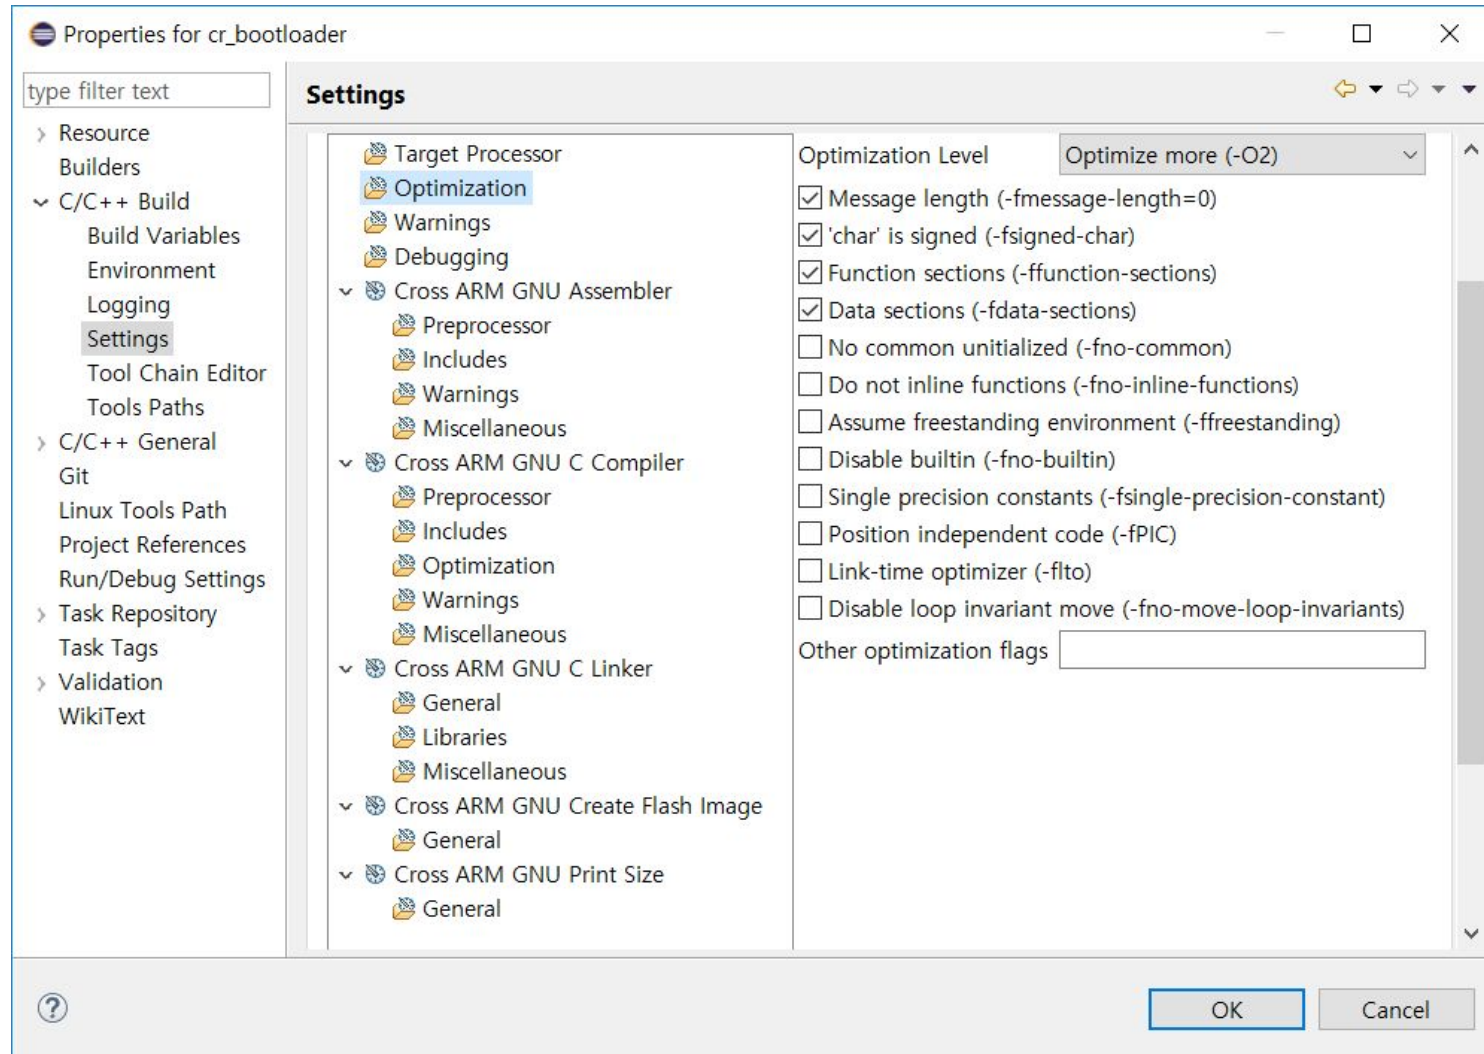 Properties for cr_bootloader
type filter text
Resource
Builders
C/C++ Build
Build Variables
Environment
Logging
Settings
Tool Chain Editor
Tools Paths
C/C++ General
Git
Linux Tools Path
Project References
Run/Debug Settings
Task Repository
Task Tags
Validation
WikiText
Settings
Target Processor
Optimization
Warnings
Debugging
Cross ARM GNU Assembler
Preprocessor
Includes
Warnings
Miscellaneous
Cross ARM GNU C Compiler
Preprocessor
Includes
Optimization
Warnings
Miscellaneous
Cross ARM GNU C Linker
General
Libraries
Miscellaneous
Cross ARM GNU Create Flash Image
General
Cross ARM GNU Print Size
General
Optimization Level Optimize more (-O2)
Message length (-fmessage-length=0)
'char' is signed (-fsigned-char)
Function sections (-ffunction-sections)
Data sections (-fdata-sections)
No common unitialized (-fno-common)
Do not inline functions (-fno-inline-functions)
Assume freestanding environment (-ffreestanding)
Disable builtin (-fno-builtin)
Single precision constants (-fsingle-precision-constant)
Position independent code (-fPIC)
Link-time optimizer (-flto)
Disable loop invariant move (-fno-move-loop-invariants)
Other optimization flags
?
OK Cancel